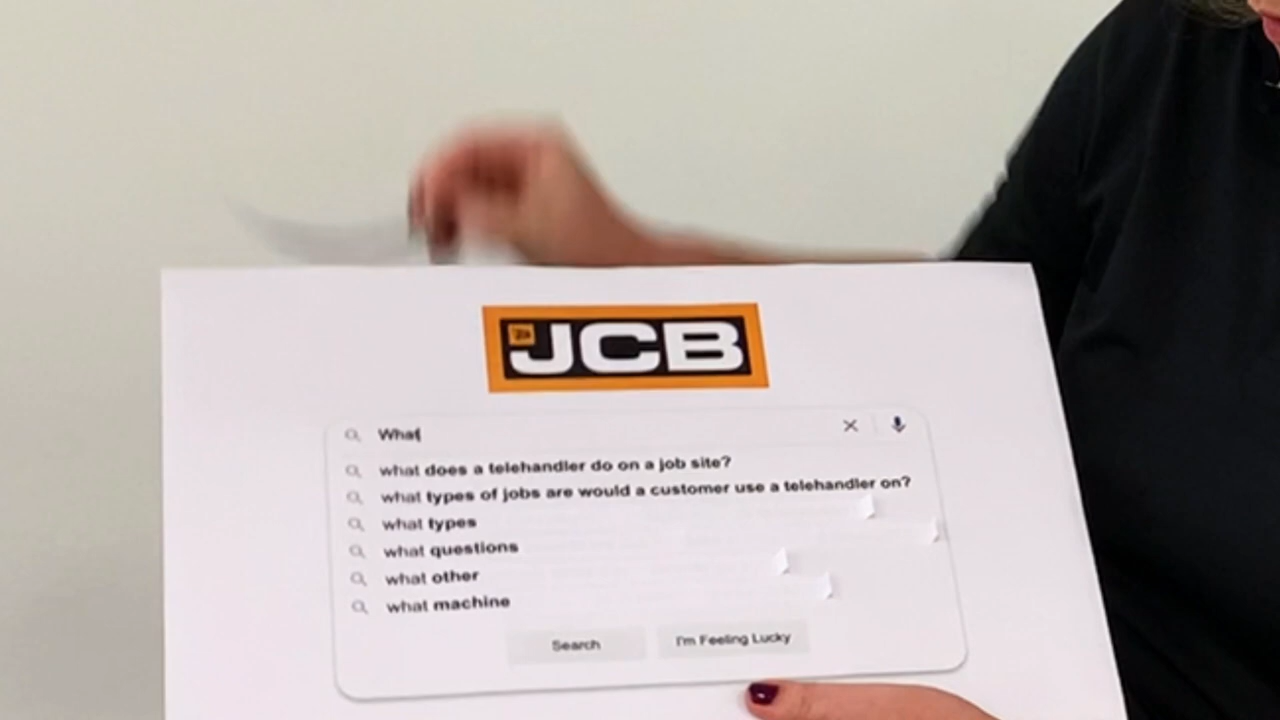 JCB
What
what does a telehandler do on a job site?
what types of jobs are would a customer use a telehandler on?
what types
what questions
what other
what machine
Search
I'm Feeling Lucky